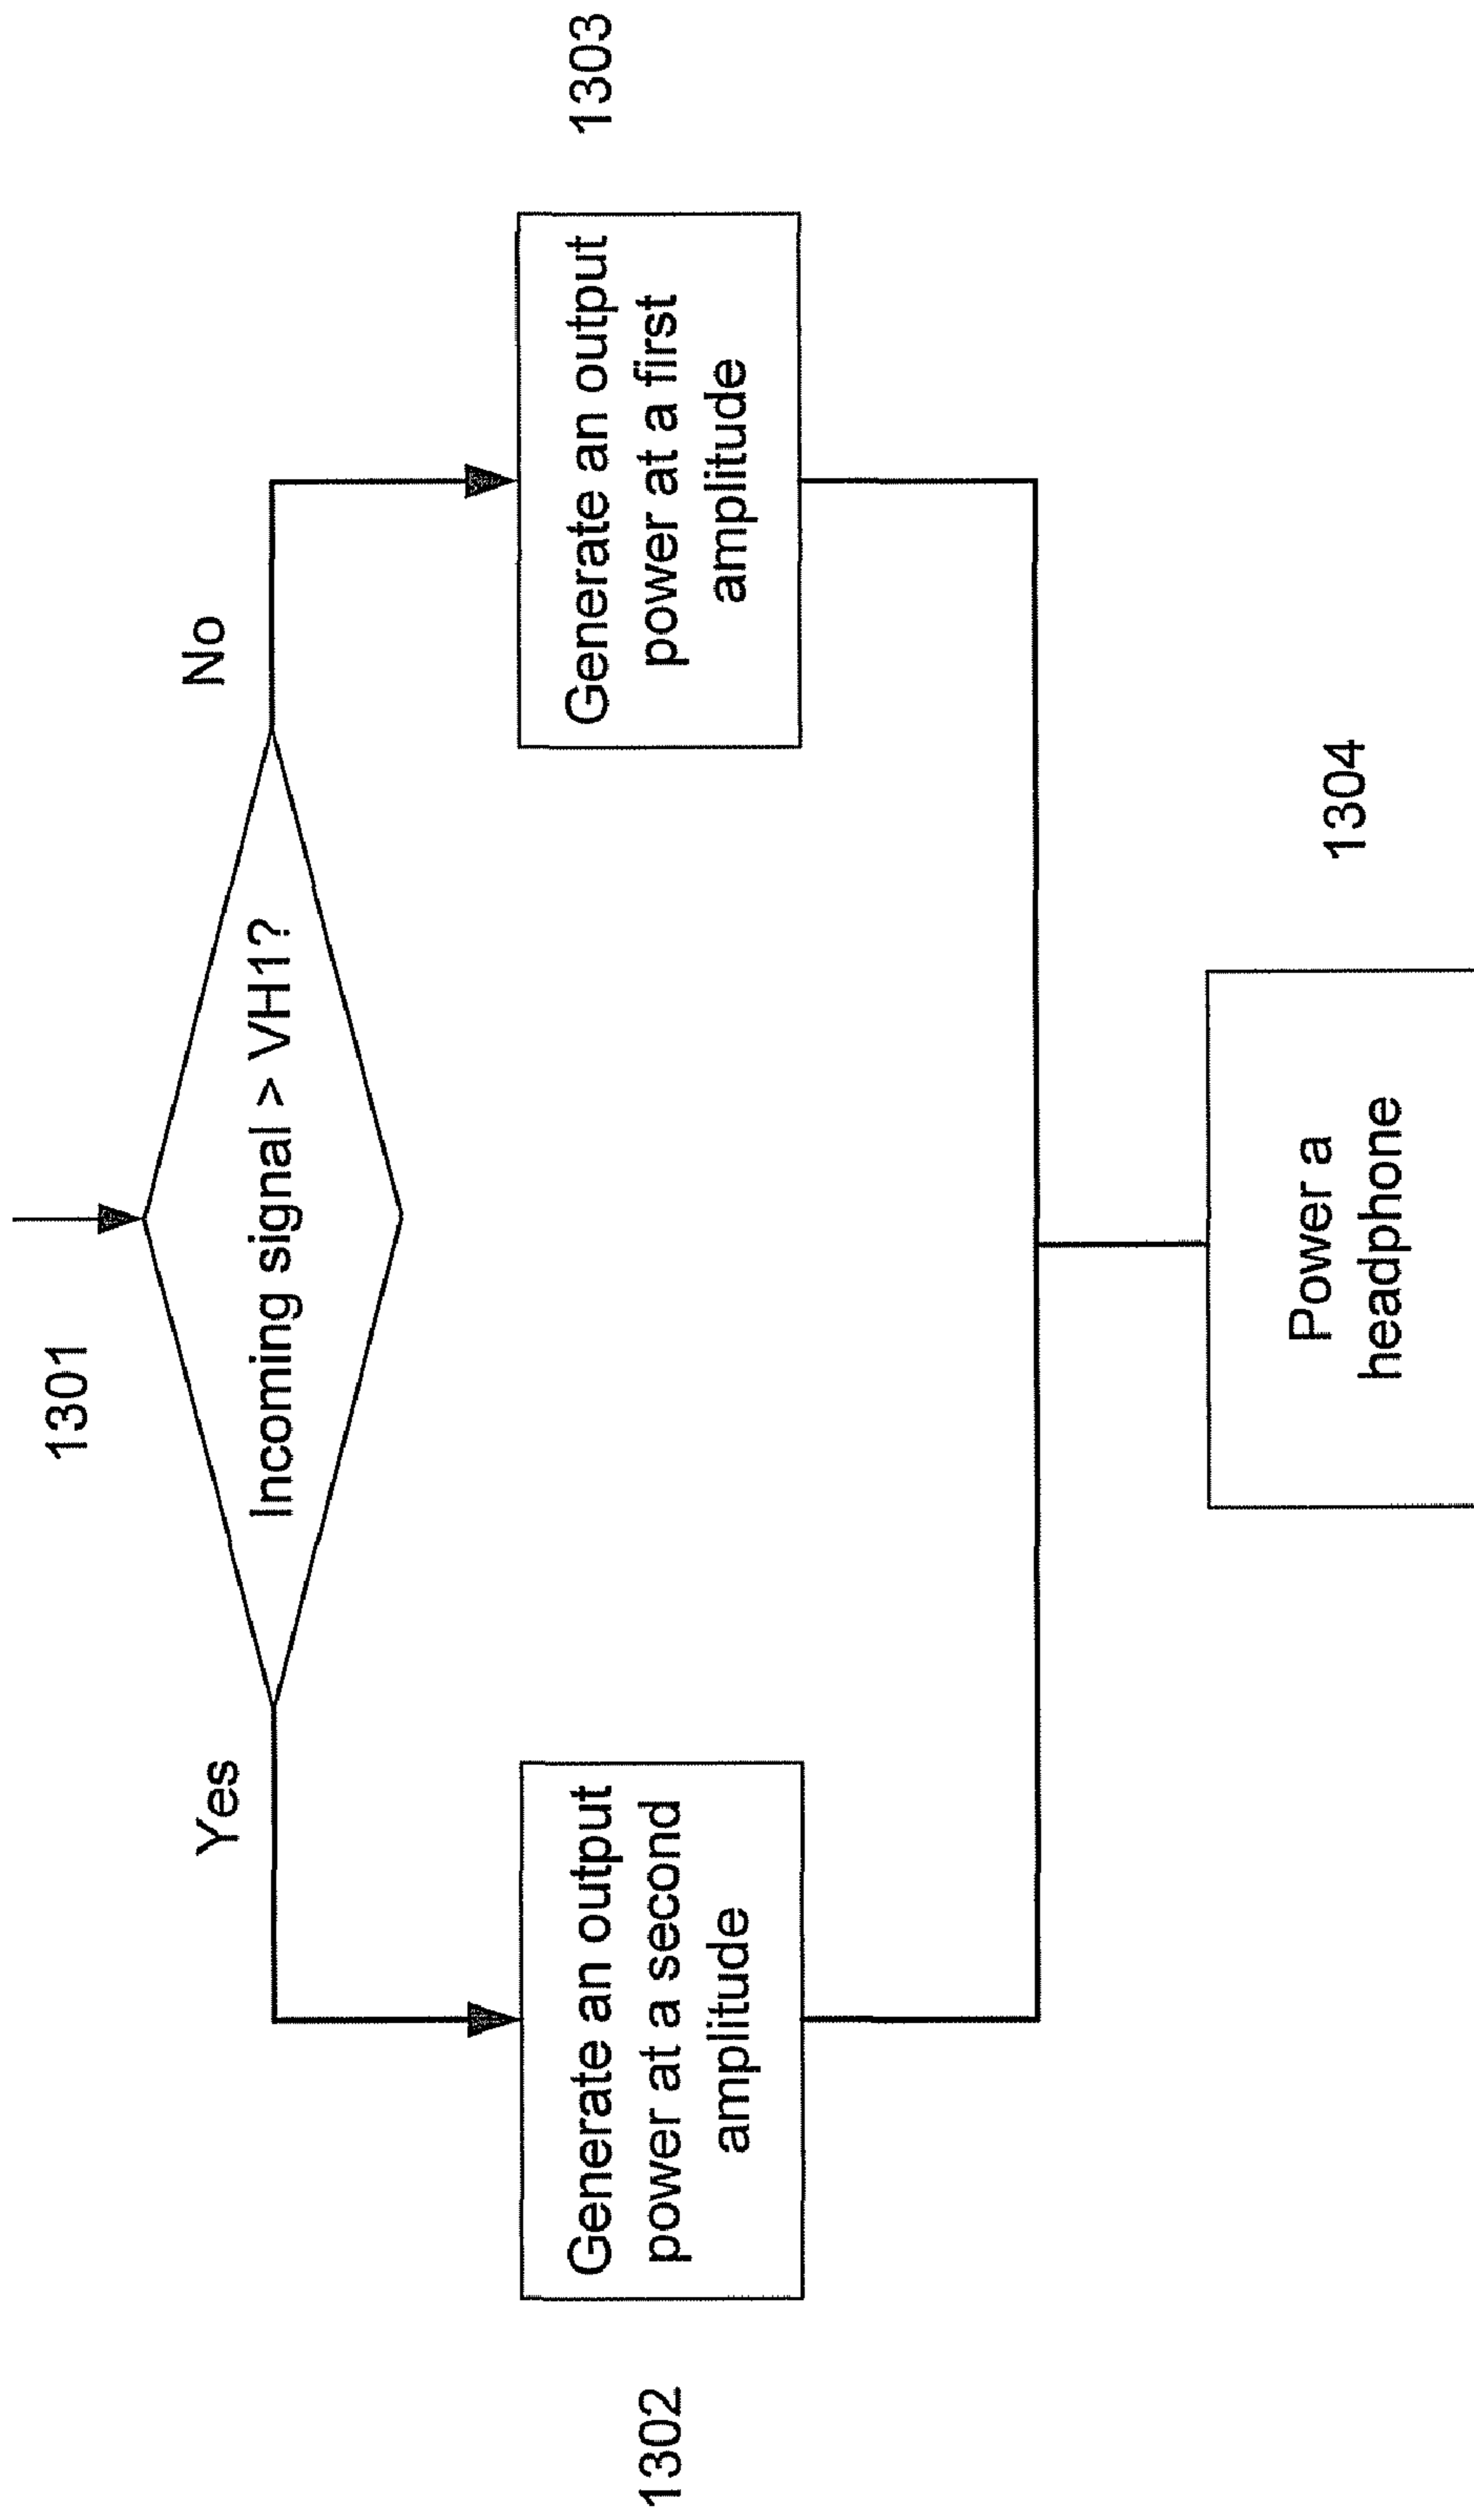 1301
Incoming signal > VH1?
Yes
No
1302
Generate an output
power at a second
amplitude
Generate an output
power at a first
amplitude
1303
1304
Power a
headphone